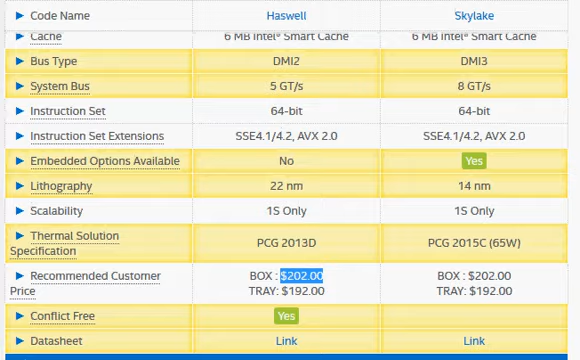 Code Name Haswell Skylake
Cache 6 MB Intel® Smart Cache 6 MB Intel® Smart Cache
Bus Type DMI2 DMI3
System Bus 5 GT/s 8 GT/s
Instruction Set 64-bit 64-bit
Instruction Set Extensions SSE4.1/4.2, AVX 2.0 SSE4.1/4.2, AVX 2.0
Embedded Options Available No Yes
Lithography 22 nm 14 nm
Scalability 1S Only 1S Only
Thermal Solution
Specification PCG 2013D PCG 2015C (65W)
Recommended Customer BOX : $202.00 BOX : $202.00
Price TRAY: $192.00 TRAY: $192.00
Conflict Free Yes
Datasheet Link Link